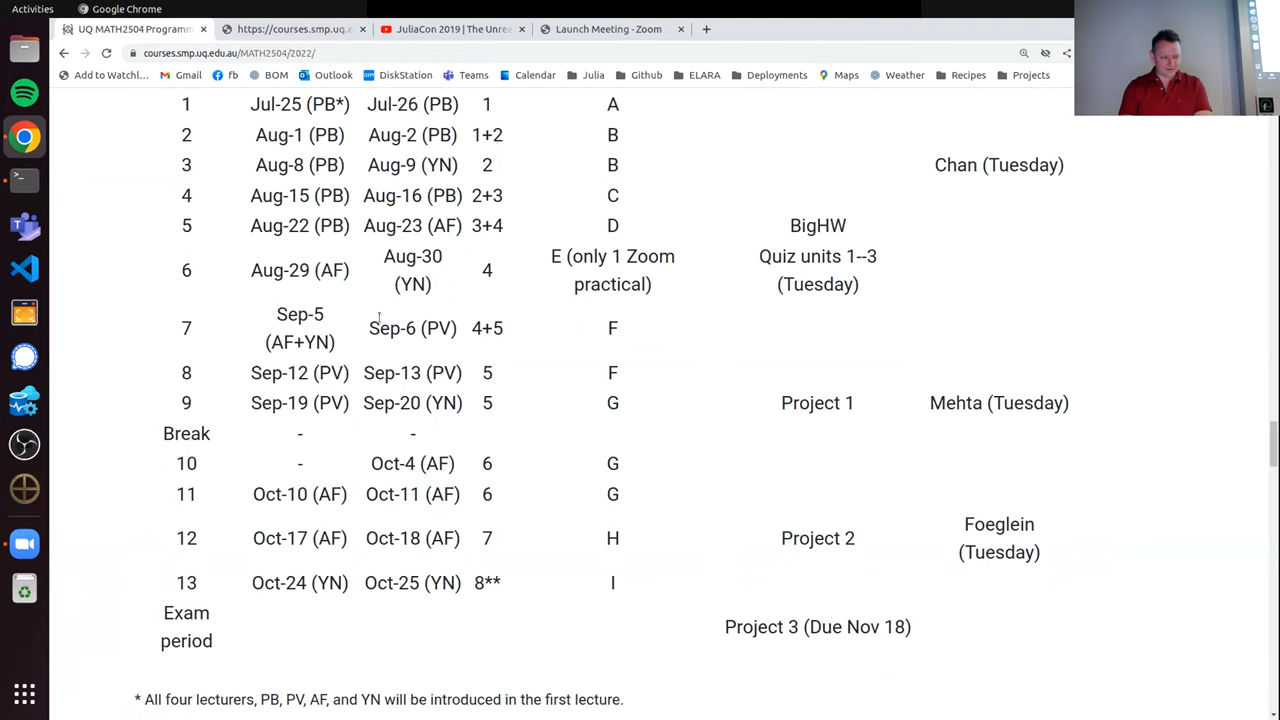 Activities Google Chrome
UQ MATH2504 Programm × https://courses.smp.uq.e × JuliaCon 2019 | The Unrea × Launch Meeting - Zoom × +
courses.smp.uq.edu.au/MATH2504/2022/
Add to Watchl... Gmail fb BOM Outlook DiskStation Teams Calendar Julia Github ELARA Deployments Maps Weather Recipes Projects
1 Jul-25 (PB*) Jul-26 (PB) 1 A
2 Aug-1 (PB) Aug-2 (PB) 1+2 B
3 Aug-8 (PB) Aug-9 (YN) 2 B Chan (Tuesday)
4 Aug-15 (PB) Aug-16 (PB) 2+3 C
5 Aug-22 (PB) Aug-23 (AF) 3+4 D BigHW
6 Aug-29 (AF) Aug-30 (YN) 4 E (only 1 Zoom practical) Quiz units 1--3 (Tuesday)
7 Sep-5 (AF+YN) Sep-6 (PV) 4+5 F
8 Sep-12 (PV) Sep-13 (PV) 5 F
9 Sep-19 (PV) Sep-20 (YN) 5 G Project 1 Mehta (Tuesday)
Break - -
10 - Oct-4 (AF) 6 G
11 Oct-10 (AF) Oct-11 (AF) 6 G
12 Oct-17 (AF) Oct-18 (AF) 7 H Project 2 Foeglein (Tuesday)
13 Oct-24 (YN) Oct-25 (YN) 8** I
Exam period Project 3 (Due Nov 18)
* All four lecturers, PB, PV, AF, and YN will be introduced in the first lecture.